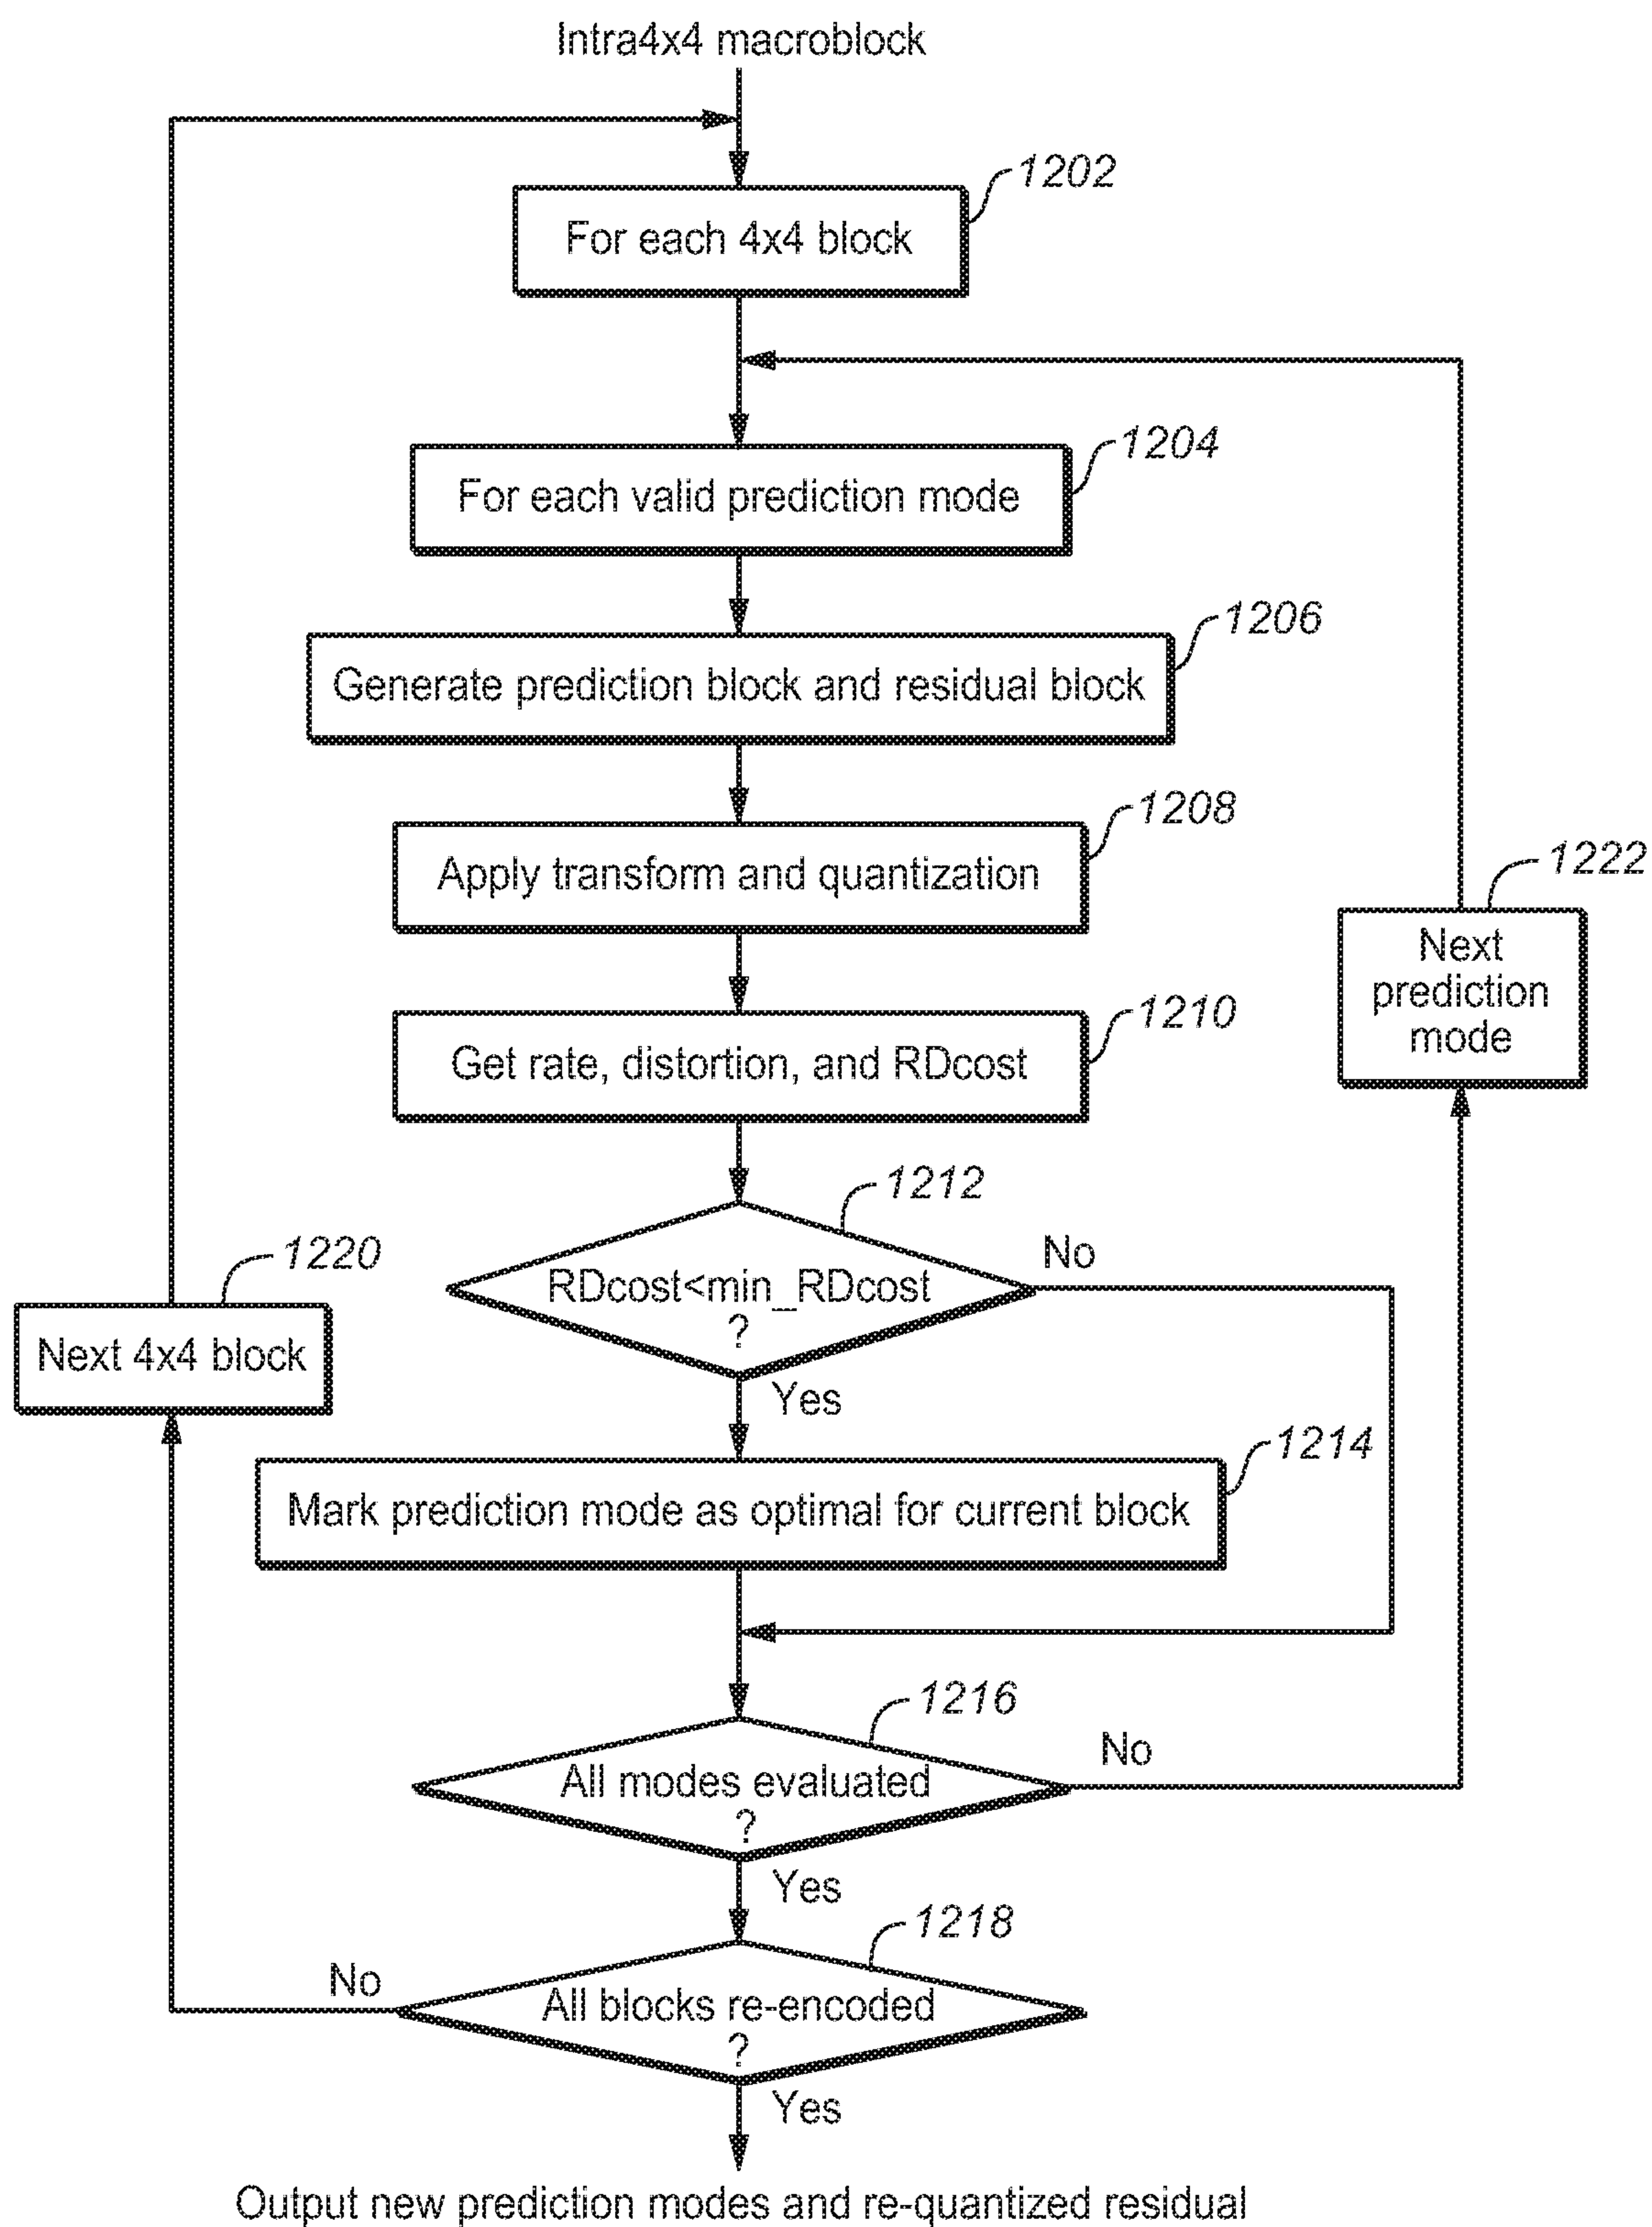 Intra4x4 macroblock
1202
For each 4x4 block
1204
For each valid prediction mode
1206
Generate prediction block and residual block
1208
Apply transform and quantization
1222
Next
prediction
mode
1210
Get rate, distortion, and RDcost
1212
RDcost<min_RDcost
?
No
Yes
1220
Next 4x4 block
1214
Mark prediction mode as optimal for current block
1216
All modes evaluated
?
No
Yes
1218
All blocks re-encoded
?
No
Yes
Output new prediction modes and re-quantized residual